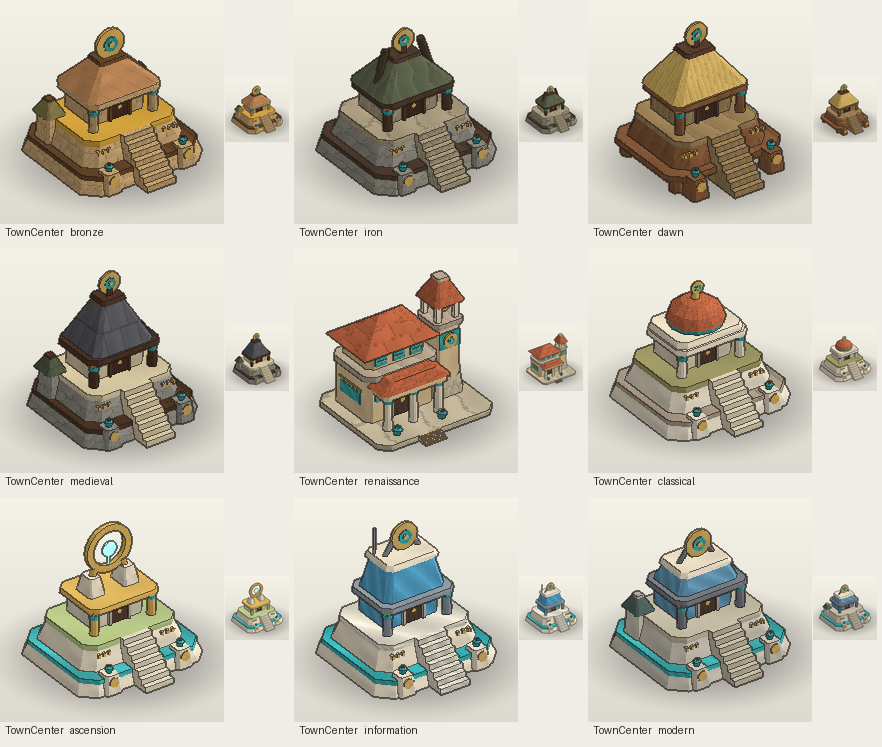 TownCenter bronze
TownCenter iron
TownCenter dawn
TownCenter medieval
TownCenter renaissance
TownCenter classical
TownCenter ascension
TownCenter information
TownCenter modern